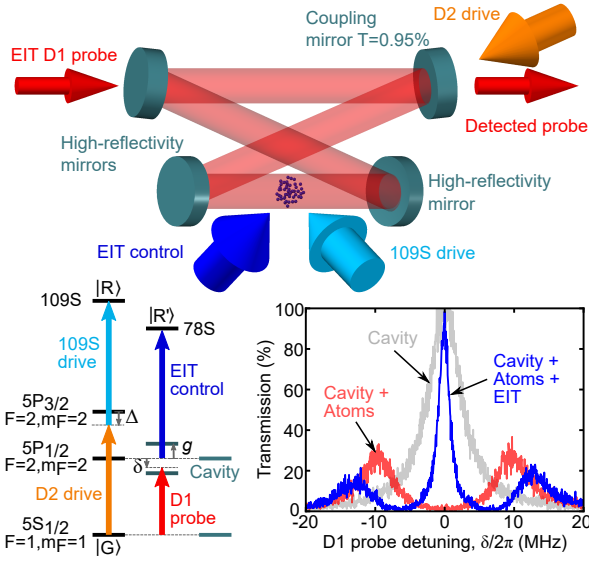 Coupling
mirror T=0.95%
D2 drive
EIT D1 probe
Detected probe
High-reflectivity
mirrors
High-reflectivity
mirror
EIT control
109S drive
|R⟩
109S
|R'⟩
78S
109S
drive
EIT
control
5P3/2
F=2,mF=2
Δ
5P1/2
F=2,mF=2
g
δ
Cavity
D2 drive
D1
probe
5S1/2
F=1,mF=1
|G⟩
100
80
60
40
20
0
Transmission (%)
Cavity
Cavity +
Atoms +
EIT
Cavity +
Atoms
-20
-10
0
10
20
D1 probe detuning, δ/2π (MHz)